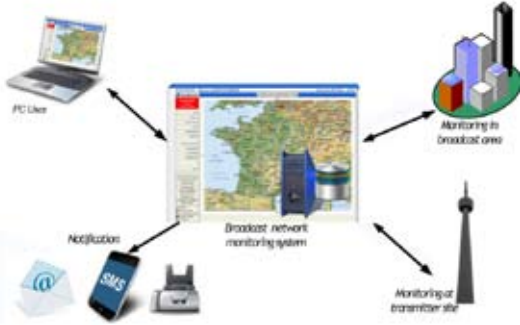 PC User
Monitoring in
broadcast area
Broadcast network
monitoring system
Notification
@
SMS
Monitoring at
transmitter site